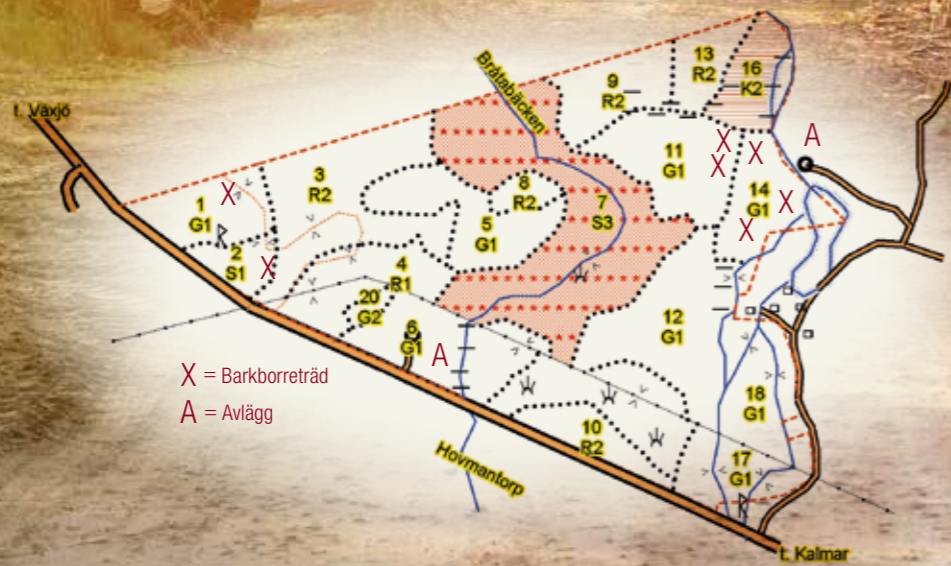 t. Växjö
Bråtabäcken
13
R2
16
K2
9
R2
A
X
X
X
11
G1
3
R2
X
1
G1
8
R2
7
S3
14
G1
X
X
5
G1
2
S1
X
4
R1
20
G2
6
G1
A
12
G1
X = Barkborreträd
A = Avlägg
18
G1
10
R2
Hovmantorp
17
G1
t. Kalmar